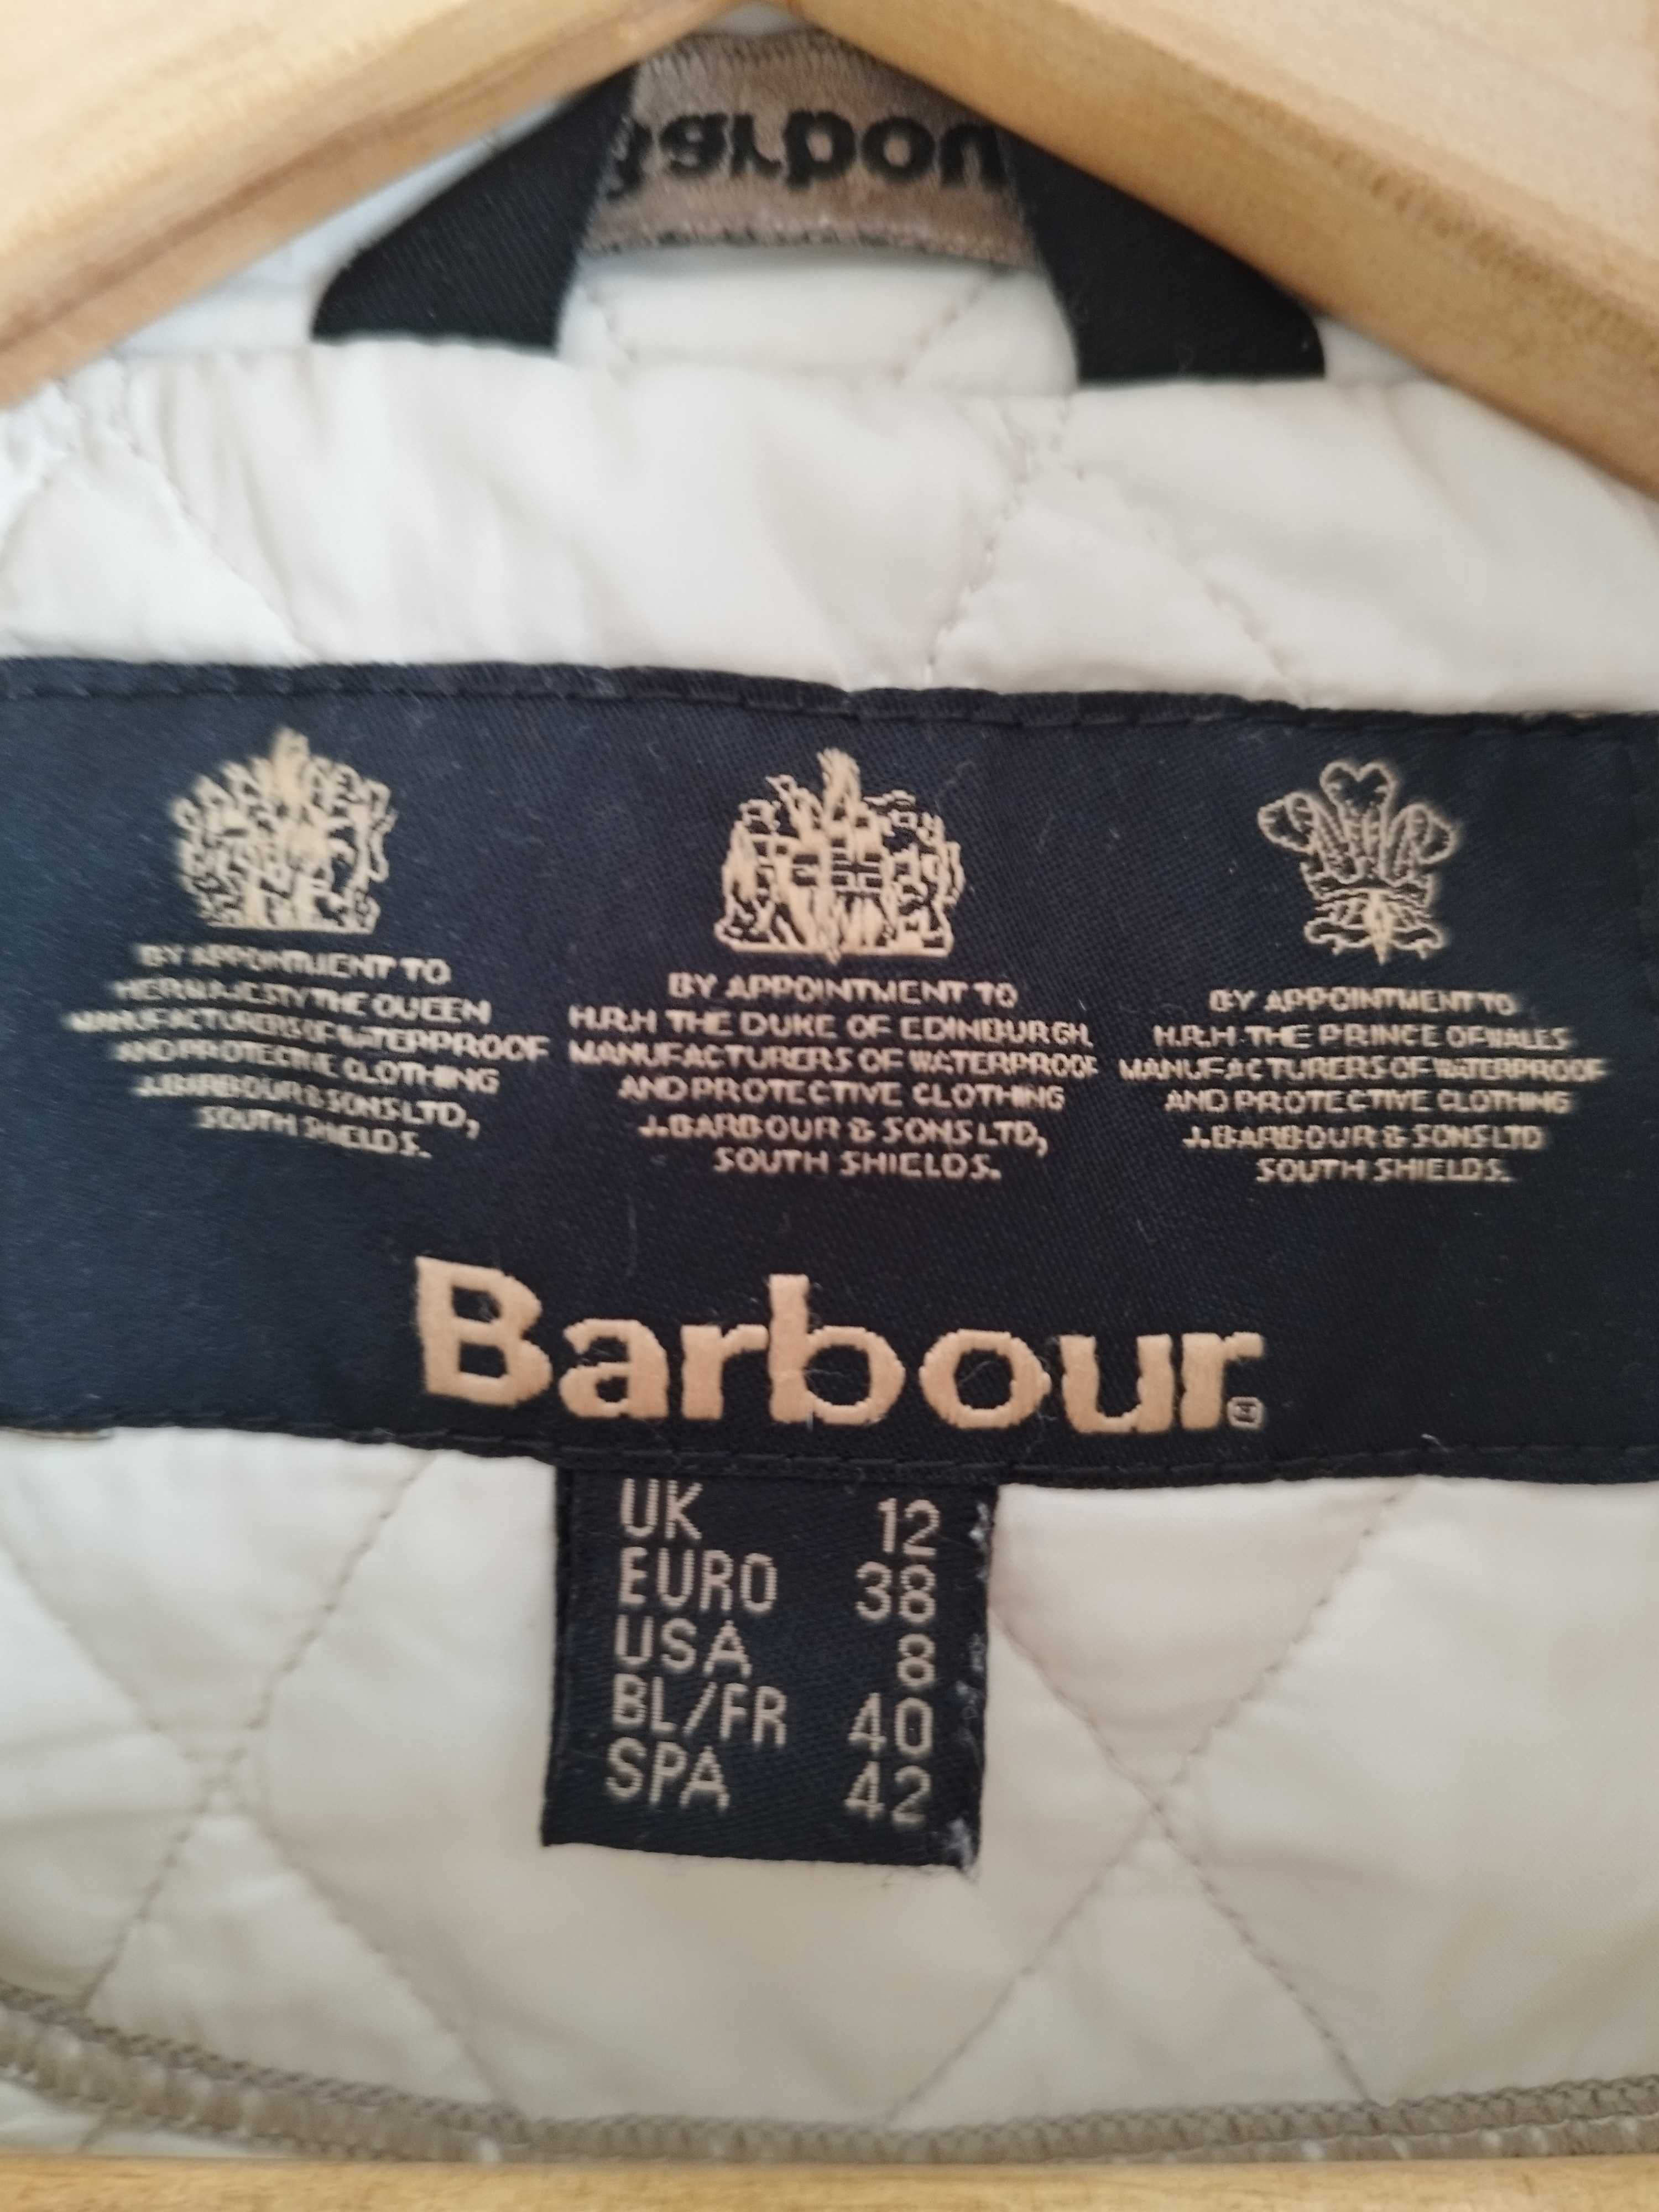 Barbour
BY APPOINTMENT TO
HER MAJESTY THE QUEEN
MANUFACTURERS OF WATERPROOF
AND PROTECTIVE CLOTHING
J.BARBOUR & SONS LTD,
SOUTH SHIELDS.
BY APPOINTMENT TO
H.R.H THE DUKE OF EDINBURGH,
MANUFACTURERS OF WATERPROOF
AND PROTECTIVE CLOTHING
J.BARBOUR & SONS LTD,
SOUTH SHIELDS.
BY APPOINTMENT TO
H.R.H THE PRINCE OF WALES
MANUFACTURERS OF WATERPROOF
AND PROTECTIVE CLOTHING
J.BARBOUR & SONS LTD
SOUTH SHIELDS.
Barbour®
UK 12
EURO 38
USA 8
BL/FR 40
SPA 42